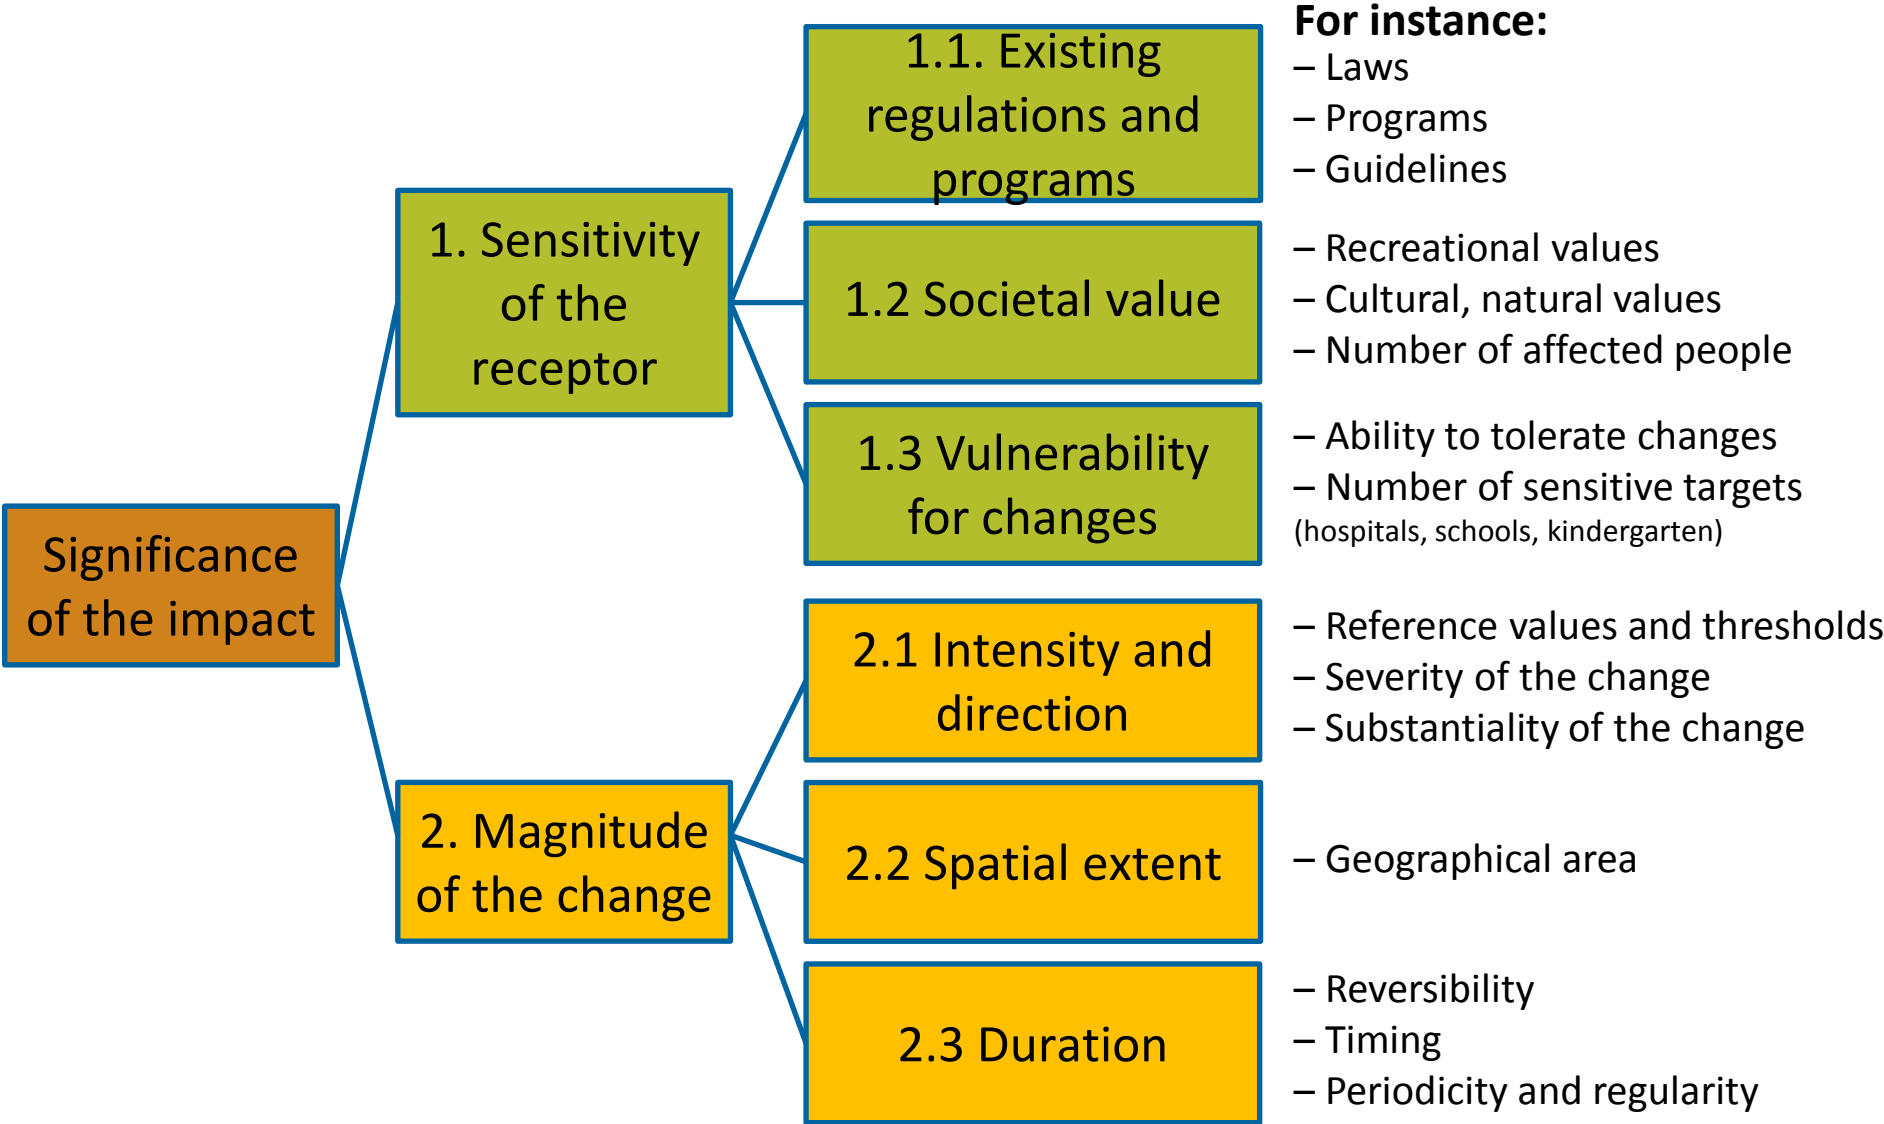 For instance:
1.1. Existing
regulations and
programs
– Laws
– Programs
– Guidelines
1. Sensitivity
of the
receptor
1.2 Societal value
– Recreational values
– Cultural, natural values
– Number of affected people
1.3 Vulnerability
for changes
– Ability to tolerate changes
– Number of sensitive targets
(hospitals, schools, kindergarten)
Significance
of the impact
2.1 Intensity and
direction
– Reference values and thresholds
– Severity of the change
– Substantiality of the change
2. Magnitude
of the change
2.2 Spatial extent
– Geographical area
2.3 Duration
– Reversibility
– Timing
– Periodicity and regularity